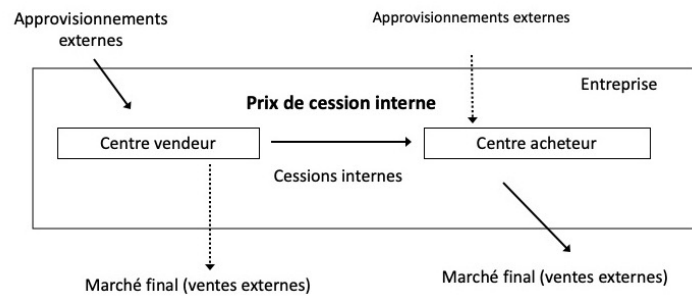 Approvisionnements
externes
Approvisionnements externes
Entreprise
Prix de cession interne
Centre vendeur
Centre acheteur
Cessions internes
Marché final (ventes externes)
Marché final (ventes externes)